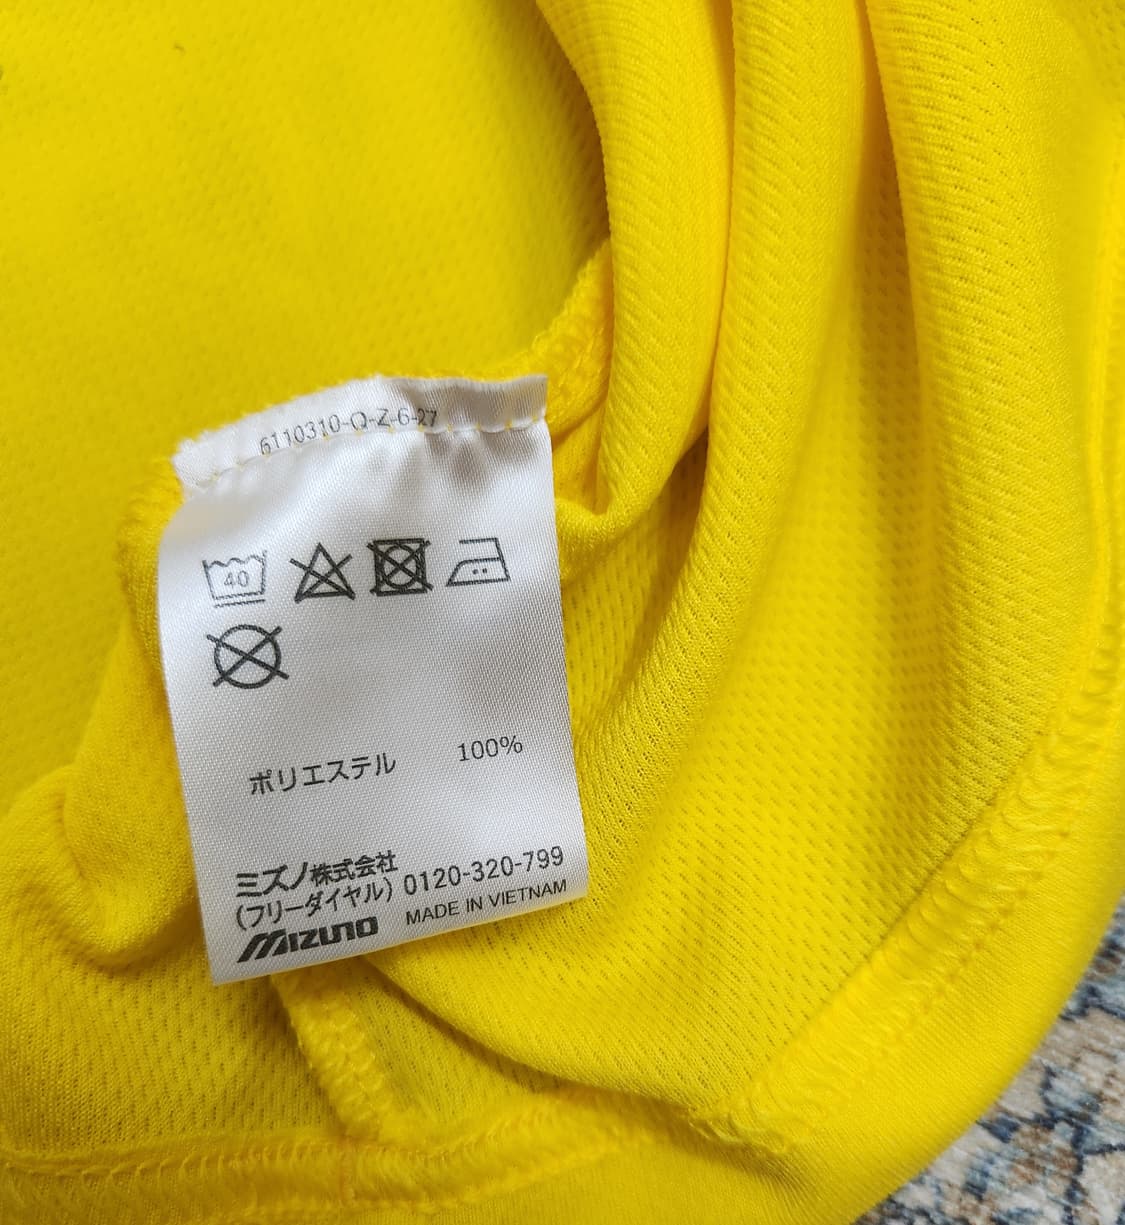 6110310-Q-Z-6-27
40
ポリエステル 100%
ミズノ株式会社
(フリーダイヤル) 0120-320-799
MIZUNO MADE IN VIETNAM